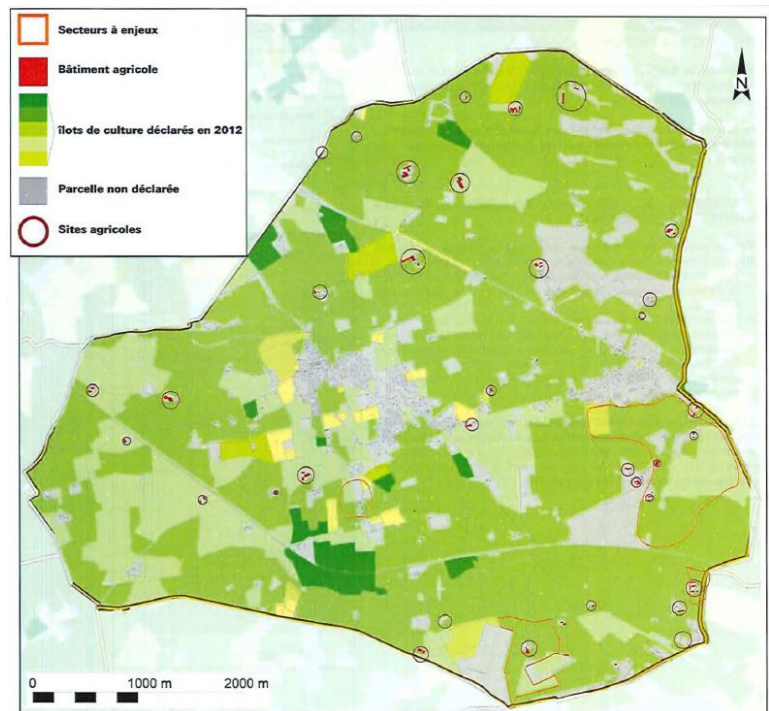 Secteurs à enjeux
Bâtiment agricole
îlots de culture déclarés en 2012
Parcelle non déclarée
Sites agricoles
N
0 1000 m 2000 m